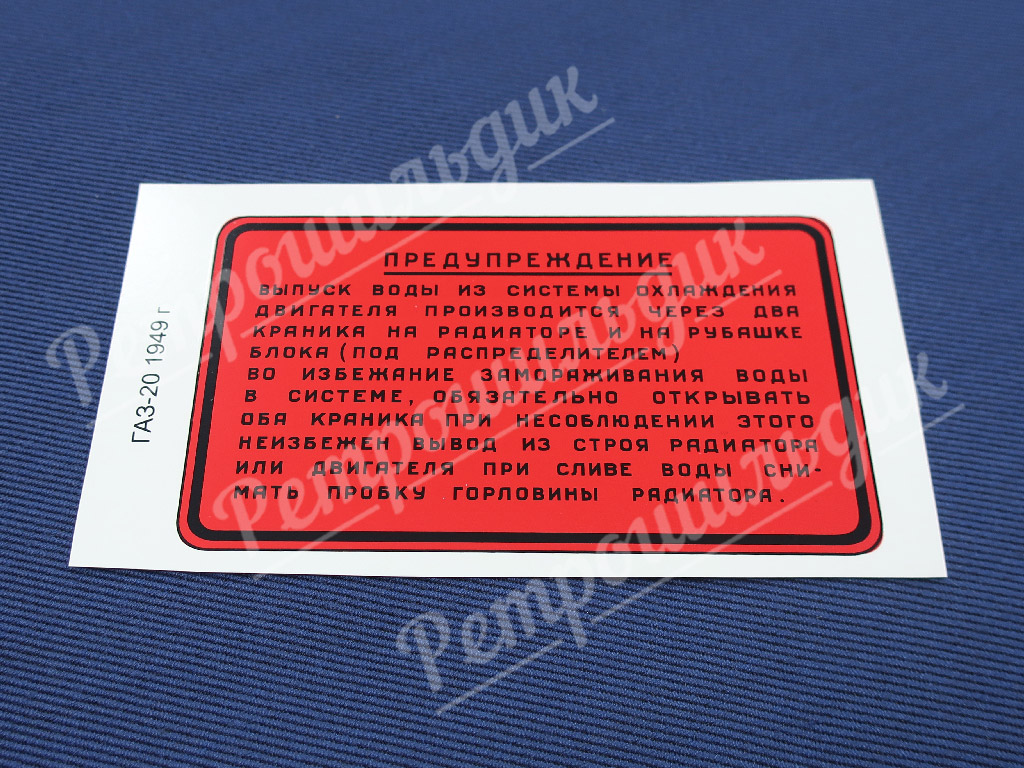 ПРЕДУПРЕЖДЕНИЕ
ВЫПУСК ВОДЫ ИЗ СИСТЕМЫ ОХЛАЖДЕНИЯ
ДВИГАТЕЛЯ ПРОИЗВОДИТСЯ ЧЕРЕЗ ДВА
КРАНИКА НА РАДИАТОРЕ И НА РУБАШКЕ
БЛОКА (ПОД РАСПРЕДЕЛИТЕЛЕМ)
ВО ИЗБЕЖАНИЕ ЗАМОРАЖИВАНИЯ ВОДЫ
В СИСТЕМЕ, ОБЯЗАТЕЛЬНО ОТКРЫВАТЬ
ОБА КРАНИКА ПРИ НЕСОБЛЮДЕНИИ ЭТОГО
НЕИЗБЕЖЕН ВЫВОД ИЗ СТРОЯ РАДИАТОРА
ИЛИ ДВИГАТЕЛЯ ПРИ СЛИВЕ ВОДЫ СНИ-
МАТЬ ПРОБКУ ГОРЛОВИНЫ РАДИАТОРА.
ГАЗ-20 1949 г
Ретрошильдик
Ретрошильдик
Ретрошильдик